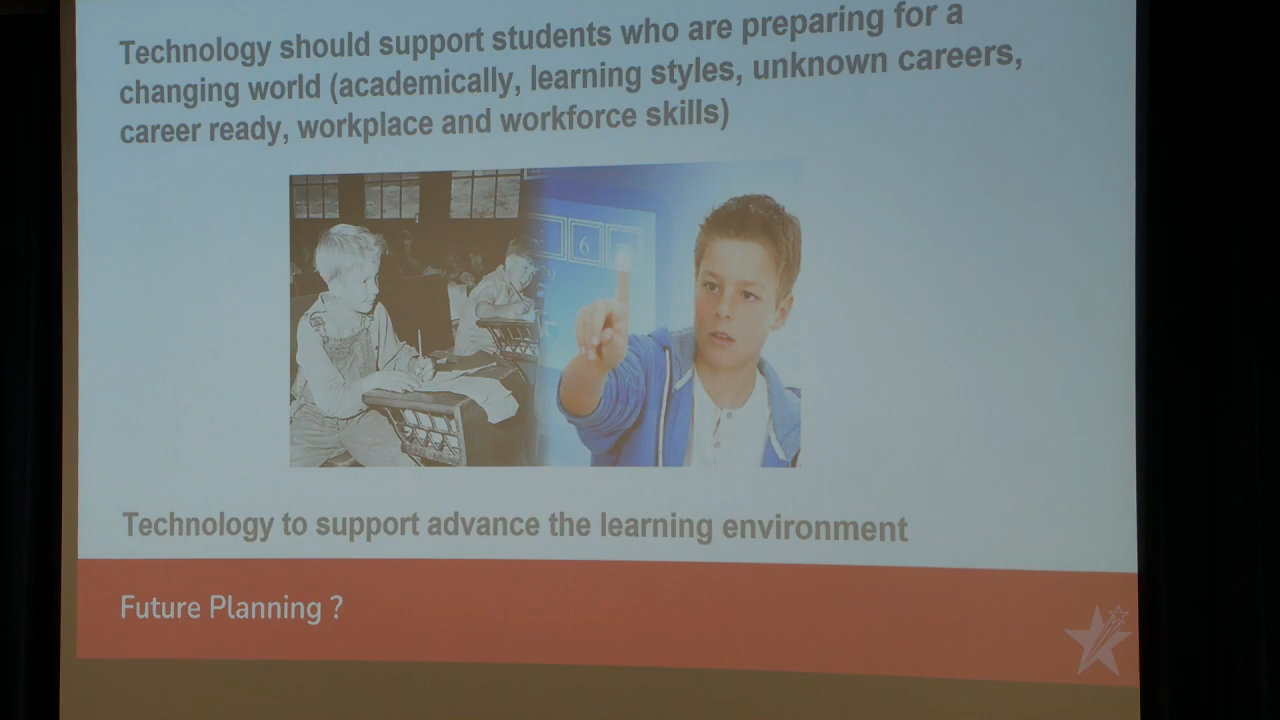 Technology should support students who are preparing for a
changing world (academically, learning styles, unknown careers,
career ready, workplace and workforce skills)
6
Technology to support advance the learning environment
Future Planning ?